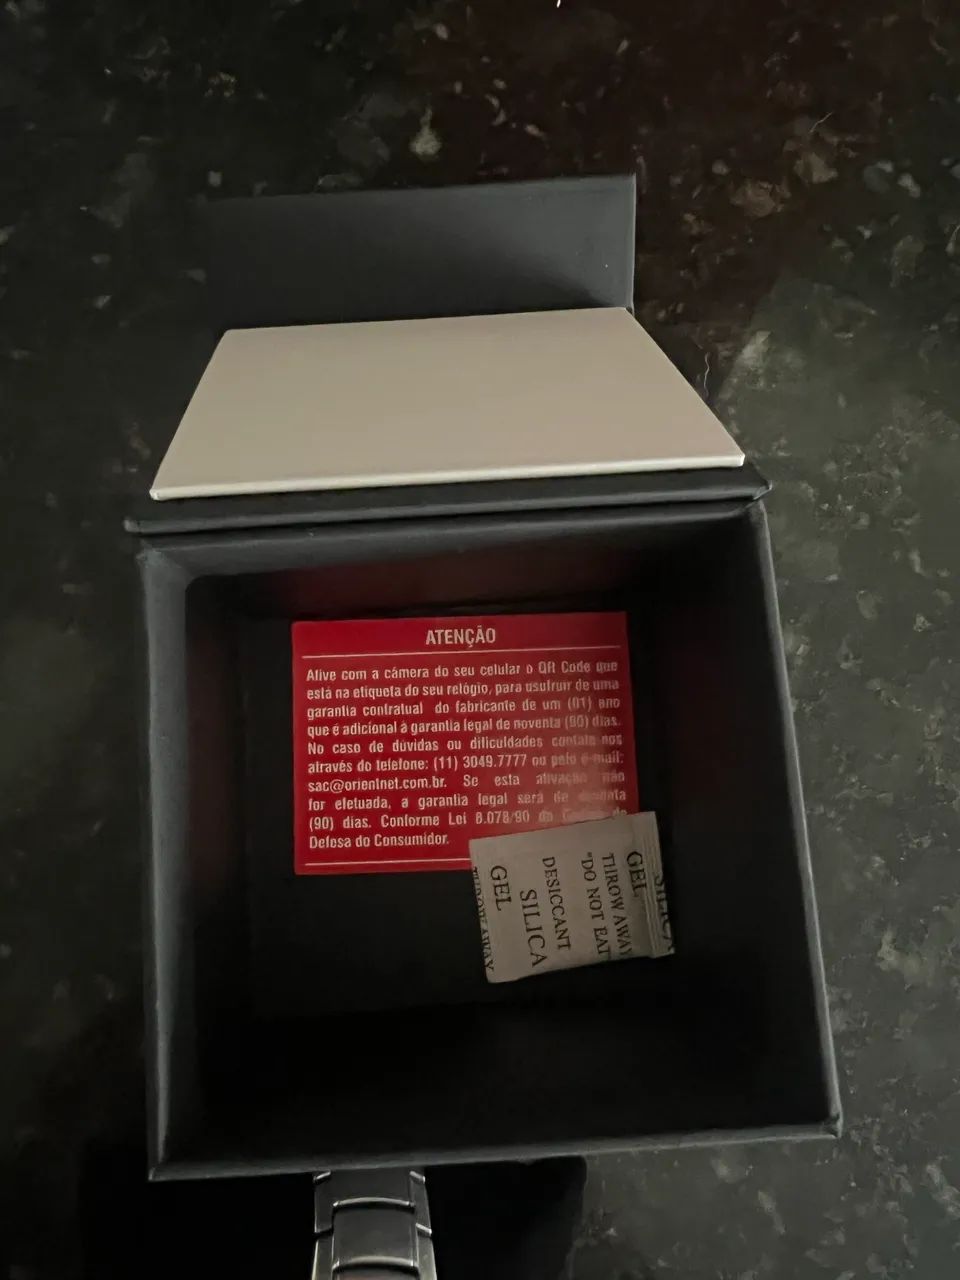 ATENÇÃO
Ative com a câmera do seu celular o QR Code que
está na etiqueta do seu relógio, para usufruir de uma
garantia contratual do fabricante de um (01) ano
que é adicional à garantia legal de noventa (90) dias.
No caso de dúvidas ou dificuldades contate-nos
através do telefone: (11) 3049.7777 ou pelo e-mail:
sac@orientnet.com.br. Se esta ativação não
for efetuada, a garantia legal será de noventa
(90) dias. Conforme Lei 8.078/90 do de
Defesa do Consumidor.
SILICA
GEL
THROW AWAY
"DO NOT EAT
DESICCANT
SILICA
GEL
THROW AWAY